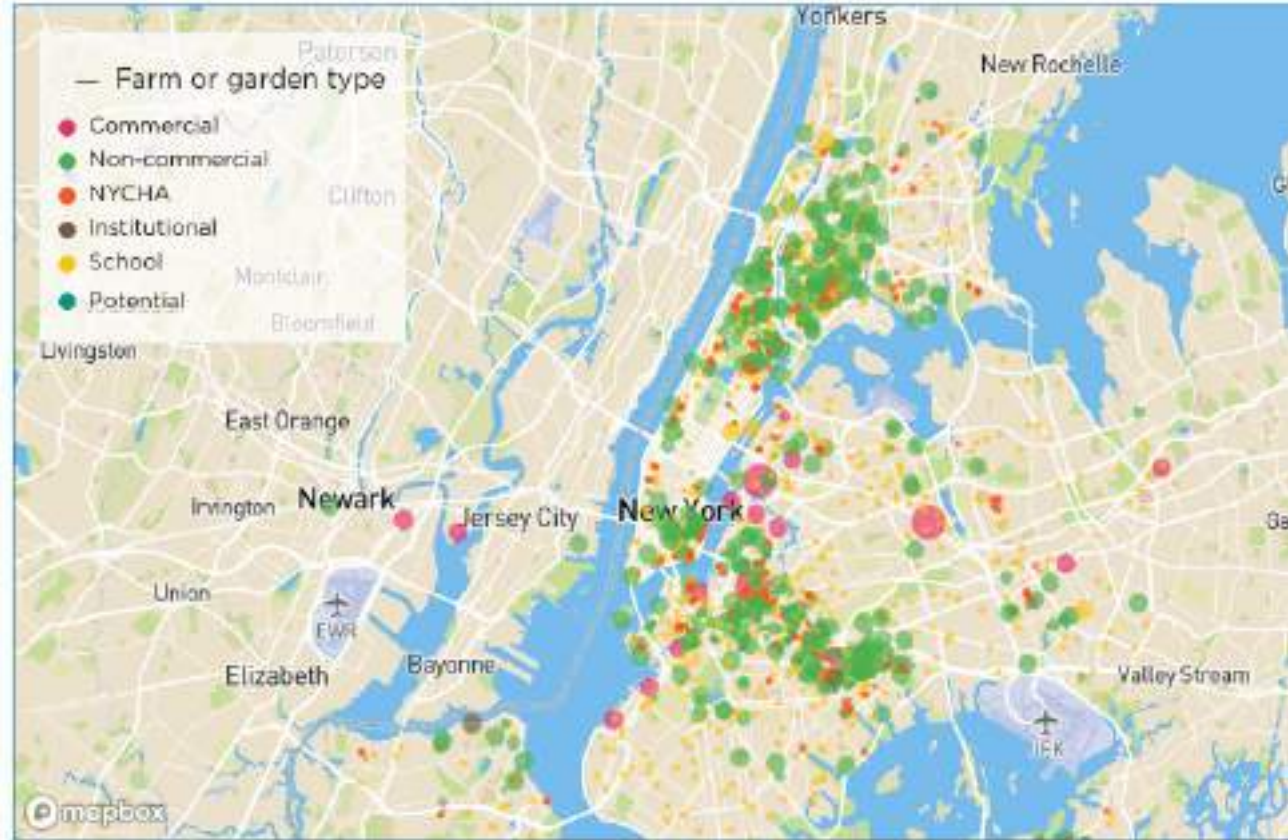 Yonkers
Paterson
New Rochelle
— Farm or garden type
Commercial
Non-commercial
NYCHA
Clifton
Institutional
School
Montclair
Potential
Bloomfield
Livingston
East Orange
Irvington
Newark
Jersey City
New York
Union
EWR
Elizabeth
Bayonne
Valley Stream
JFK
mapbox